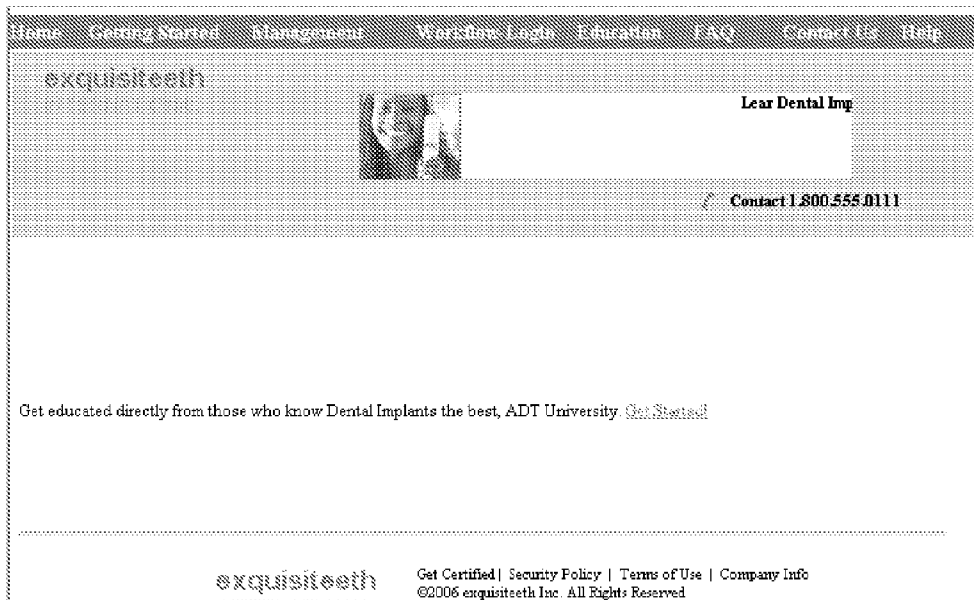 Home Getting Started Management Workflow Login Education FAQ Contact Us Help
exquisiteeth
Lear Dental Imp
Contact 1.800.555.0111
Get educated directly from those who know Dental Implants the best, ADT University. Get Started!
exquisiteeth
Get Certified | Security Policy | Terms of Use | Company Info
©2006 exquisiteeth Inc. All Rights Reserved